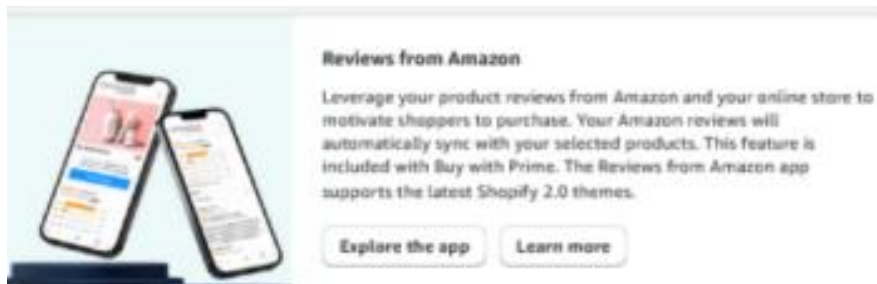 Reviews from Amazon
Leverage your product reviews from Amazon and your online store to
motivate shoppers to purchase. Your Amazon reviews will
automatically sync with your selected products. This feature is
included with Buy with Prime. The Reviews from Amazon app
supports the latest Shopify 2.0 themes.
Explore the app
Learn more